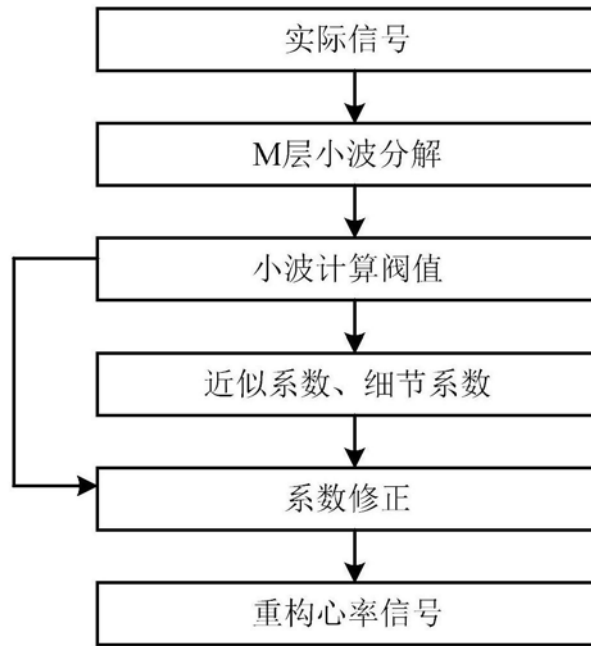 实际信号
M层小波分解
小波计算阀值
近似系数、细节系数
系数修正
重构心率信号